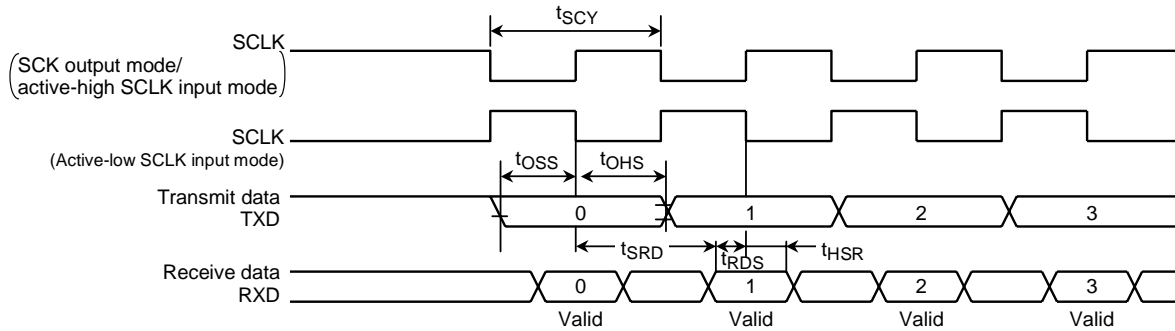 tSCY
SCLK
(SCK output mode/
active-high SCLK input mode)
SCLK
(Active-low SCLK input mode)
tOSS tOHS
Transmit data
TXD
0 1 2 3
tSRD tRDS tHSR
Receive data
RXD
0 1 2 3
Valid Valid Valid Valid